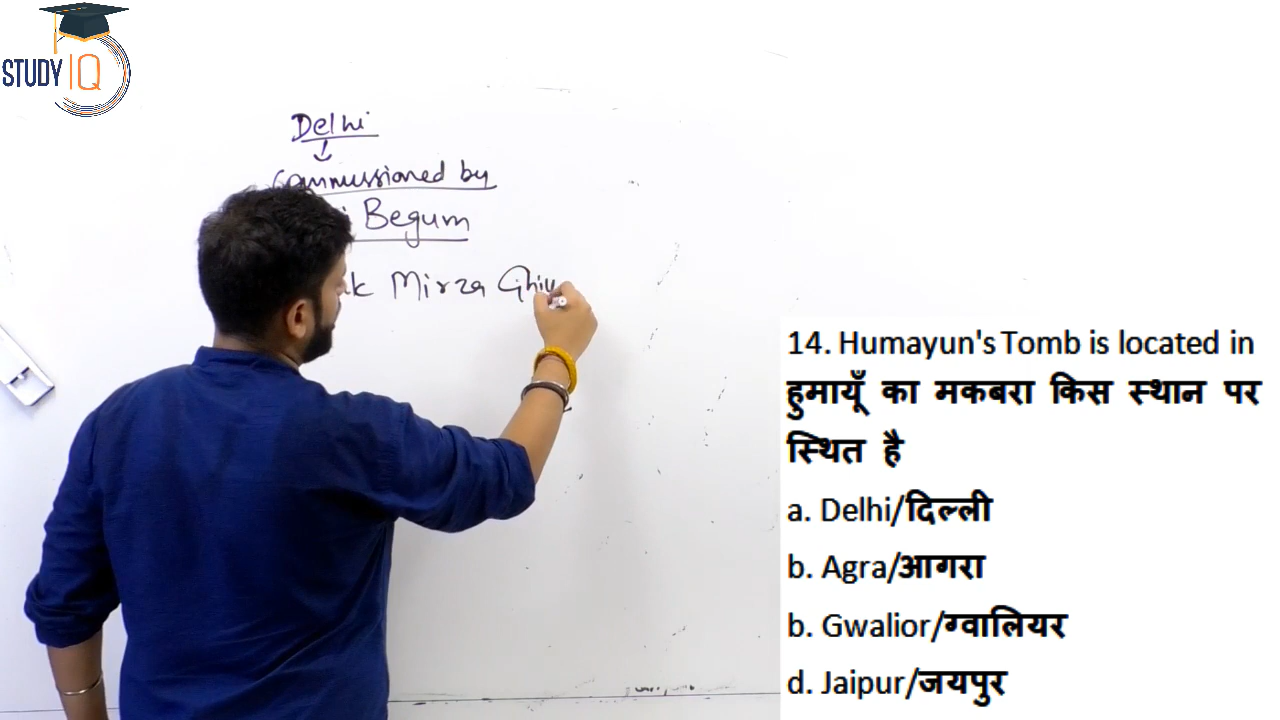 STUDY IQ
Delhi
Commissioned by
Begum
Mirza
14. Humayun's Tomb is located in
हुमायूँ का मकबरा किस स्थान पर
स्थित है
a. Delhi/दिल्ली
b. Agra/आगरा
b. Gwalior/ग्वालियर
d. Jaipur/जयपुर